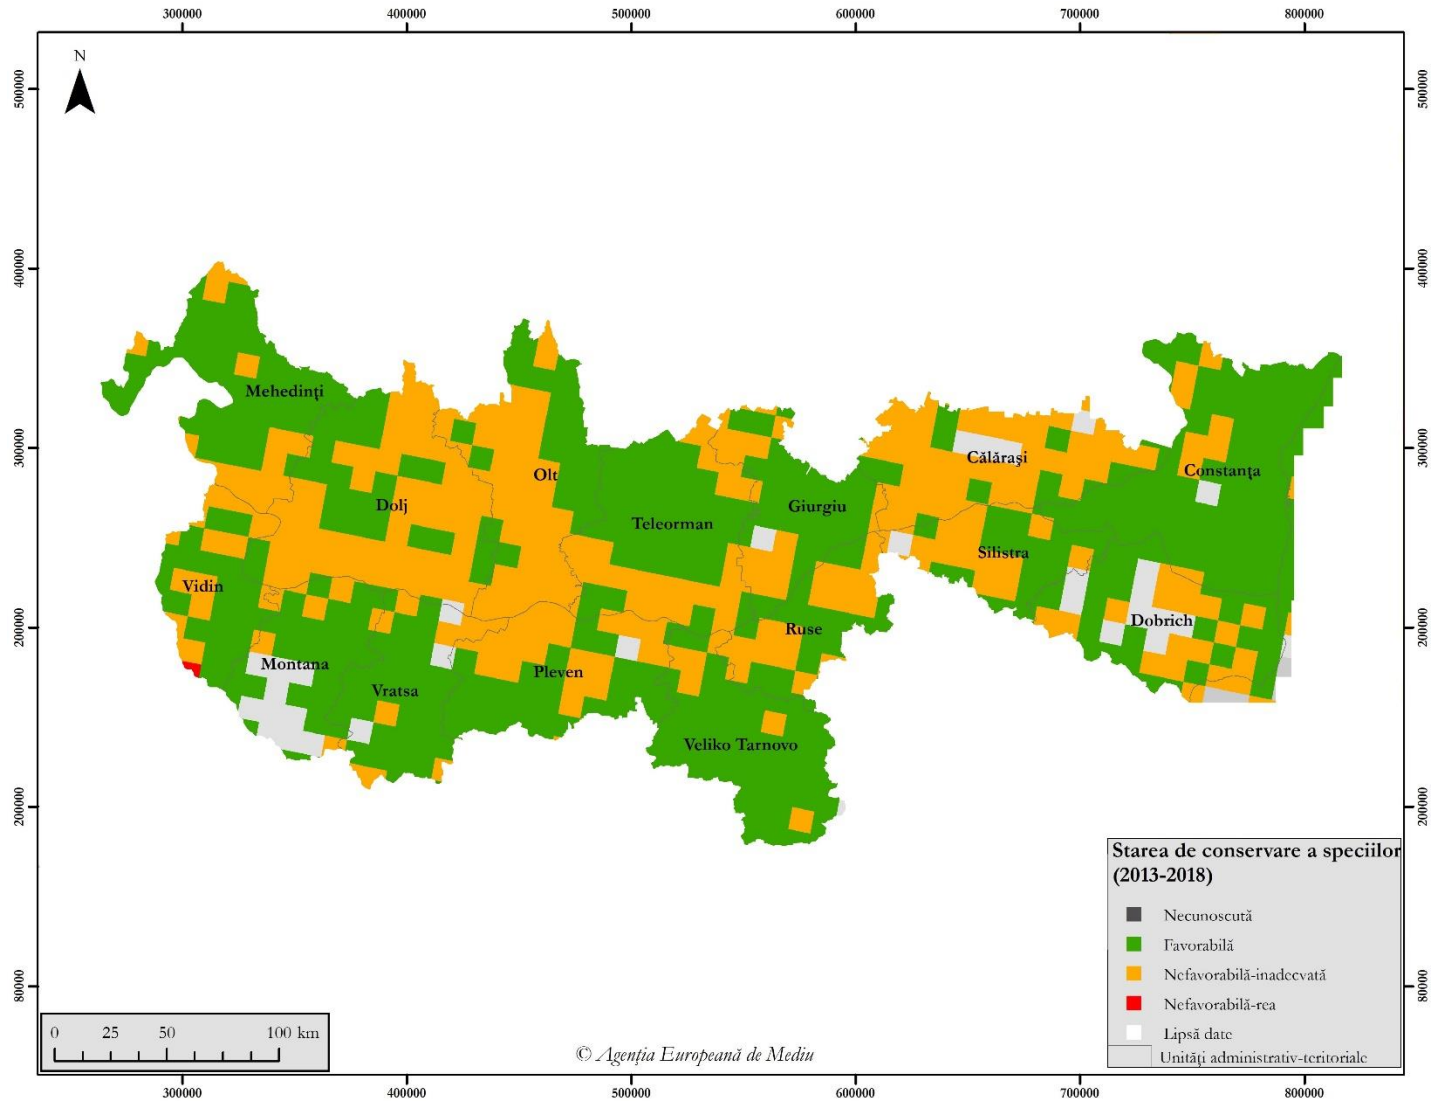 300000 400000 500000 600000 700000 800000
N
500000 500000
400000 400000
Mehedinţi
300000 300000
Olt
Călăraşi
Constanţa
Dolj
Giurgiu
Teleorman
Silistra
Vidin
200000 200000
Dobrich
Ruse
Montana
Pleven
Vratsa
Veliko Tarnovo
200000 200000
Starea de conservare a speciilor
(2013-2018)
Necunoscută
Favorabilă
Nefavorabilă-inadecvată
80000 80000
Nefavorabilă-rea
Lipsă date
Unităţi administrativ-teritoriale
0 25 50 100 km
© Agenţia Europeană de Mediu
300000 400000 500000 600000 700000 800000